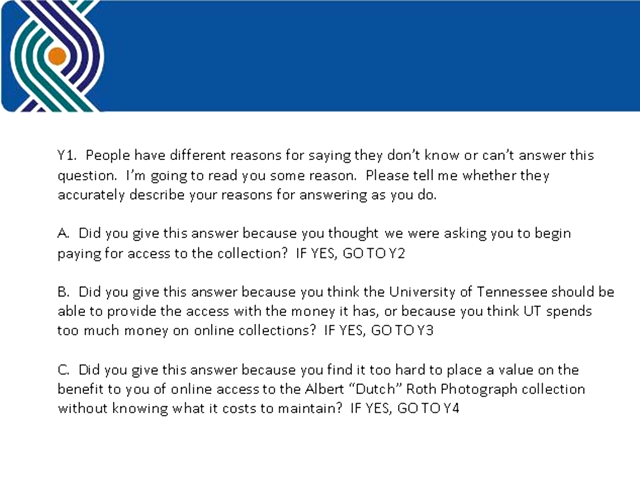 Y1.  People have different reasons for saying they don't know or can't answer this
question.  I'm going to read you some reason.  Please tell me whether they
accurately describe your reasons for answering as you do.
A.  Did you give this answer because you thought we were asking you to begin
paying for access to the collection?  IF YES, GO TO Y2
B.  Did you give this answer because you think the University of Tennessee should be
able to provide the access with the money it has, or because you think UT spends
too much money on online collections?  IF YES, GO TO Y3
C.  Did you give this answer because you find it too hard to place a value on the
benefit to you of online access to the Albert “Dutch” Roth Photograph collection
without knowing what it costs to maintain?  IF YES, GO TO Y4